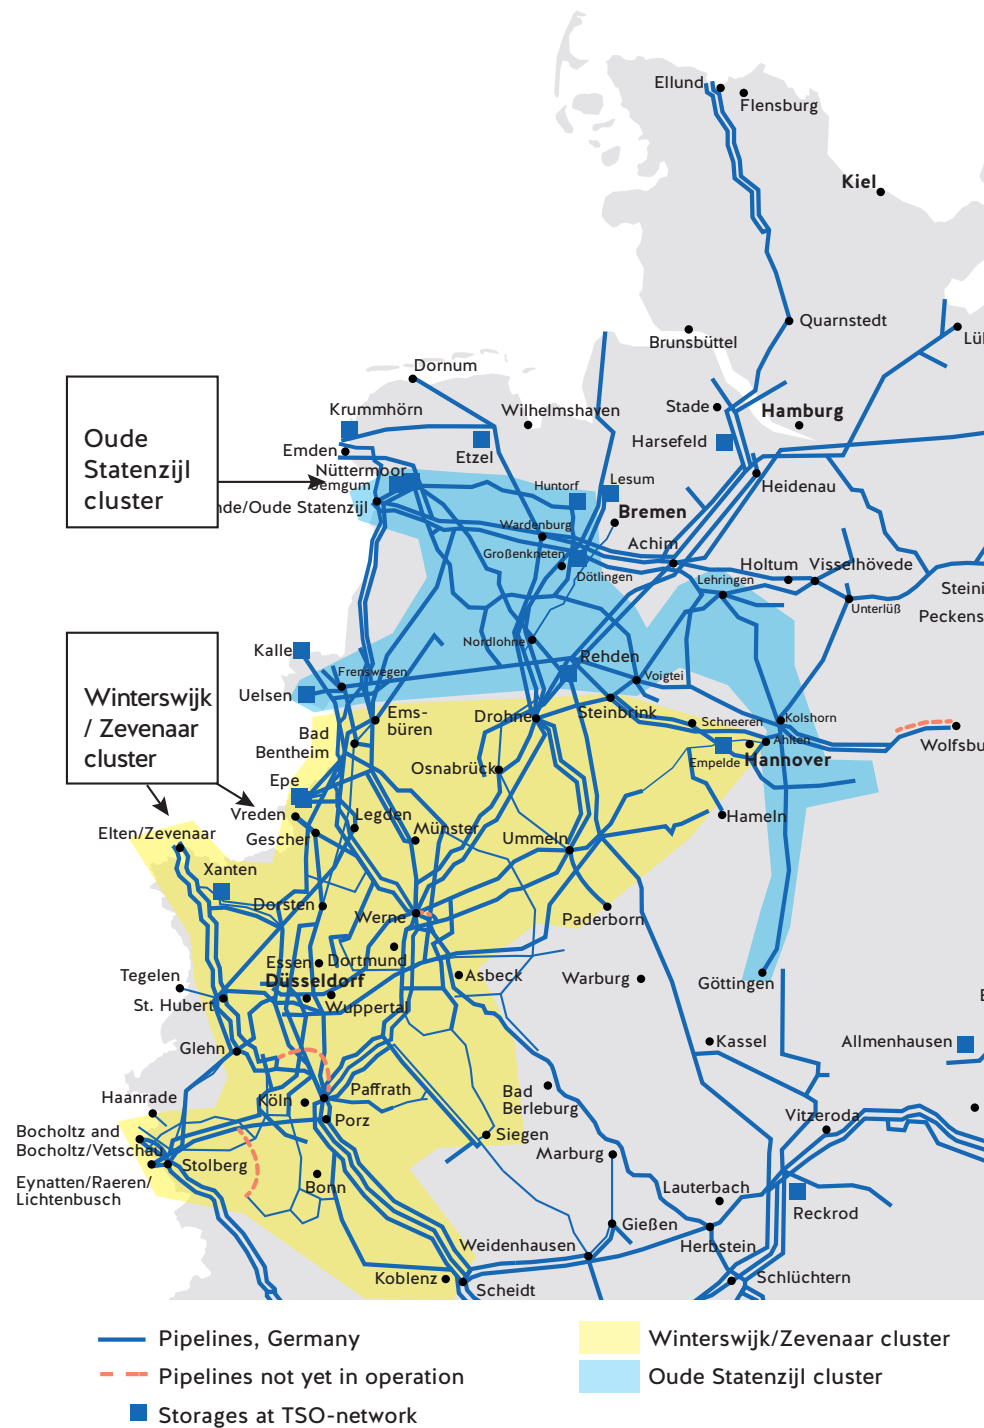 Ellund
Flensburg
Kiel
Quarnstedt
Brunsbüttel
Lü
Dornum
Krummhörn
Wilhelmshaven
Stade
Hamburg
Harsefeld
Emden
Etzel
Oude
Statenzijl
cluster
Nüttermoor
Jemgum
Huntorf
Lesum
Heidenau
nde/Oude Statenzijl
Bremen
Wardenburg
Achim
Großenkneten
Dötlingen
Holtum
Visselhövede
Lehringen
Steini
Unterlüß
Peckens
Nordlohne
Kalle
Rehden
Frenswegen
Voigtei
Uelsen
Winterswijk
/ Zevenaar
cluster
Ems-
büren
Drohne
Steinbrink
Schneeren
Kolshorn
Bad
Bentheim
Ahlten
Wolfsbu
Empelde
Hannover
Osnabrück
Epe
Vreden
Legden
Hameln
Elten/Zevenaar
Gescher
Münster
Ummeln
Xanten
Dorsten
Werne
Paderborn
Essen
Dortmund
Tegelen
Düsseldorf
Asbeck
Warburg
Göttingen
St. Hubert
Wuppertal
E
Glehn
Kassel
Allmenhausen
Haanrade
Köln
Paffrath
Bad
Berleburg
Porz
Vitzeroda
Bocholtz and
Bocholtz/Vetschau
Siegen
Marburg
Stolberg
Eynatten/Raeren/
Lichtenbusch
Bonn
Lauterbach
Reckrod
Gießen
Weidenhausen
Herbstein
Koblenz
Scheidt
Schlüchtern
Pipelines, Germany
Winterswijk/Zevenaar cluster
Pipelines not yet in operation
Oude Statenzijl cluster
Storages at TSO-network